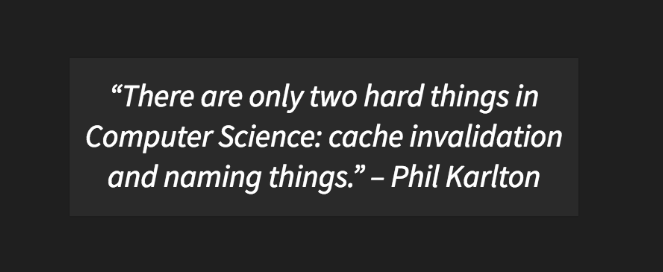 “There are only two hard things in
Computer Science: cache invalidation
and naming things.” – Phil Karlton